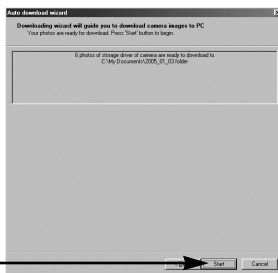 Auto download wizard
Downloading wizard will guide you to download camera images to PC
Your photos are ready for download. Press 'Start' button to begin.
6 photos of storage driver of camera are ready to download to
C:\My Documents\2005_01_03 folder
Start
Cancel